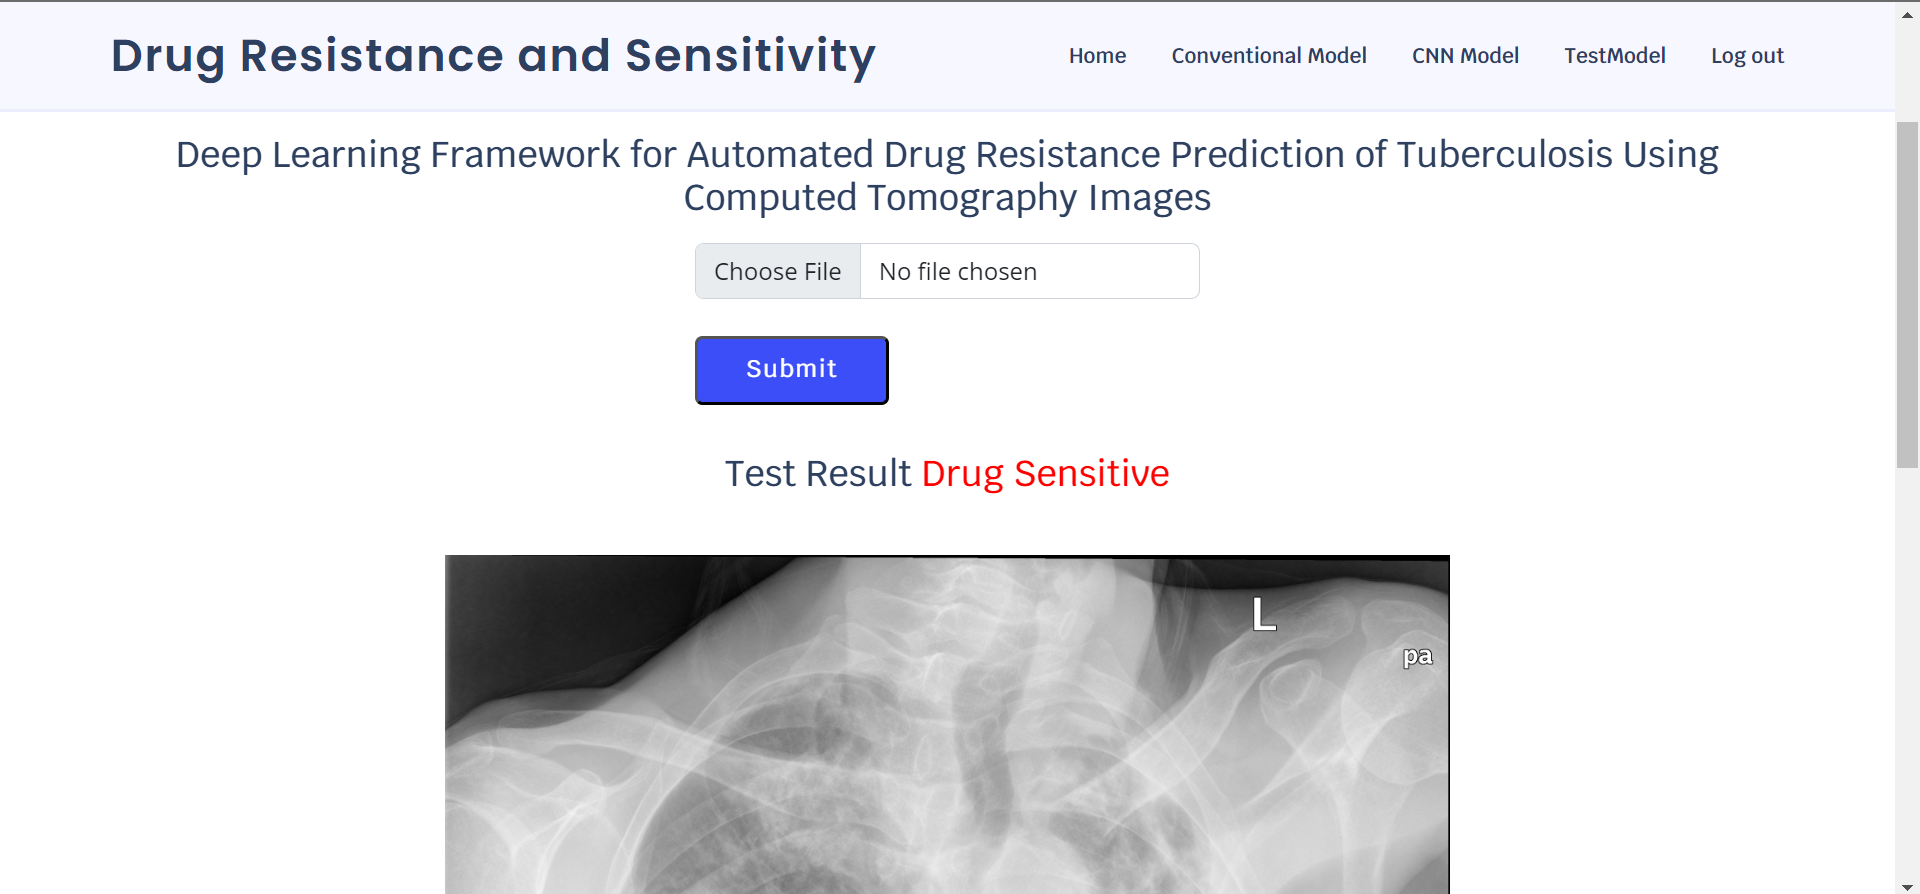 Drug Resistance and Sensitivity
Home Conventional Model CNN Model TestModel Log out
Deep Learning Framework for Automated Drug Resistance Prediction of Tuberculosis Using
Computed Tomography Images
Choose File No file chosen
Submit
Test Result Drug Sensitive
L
pa